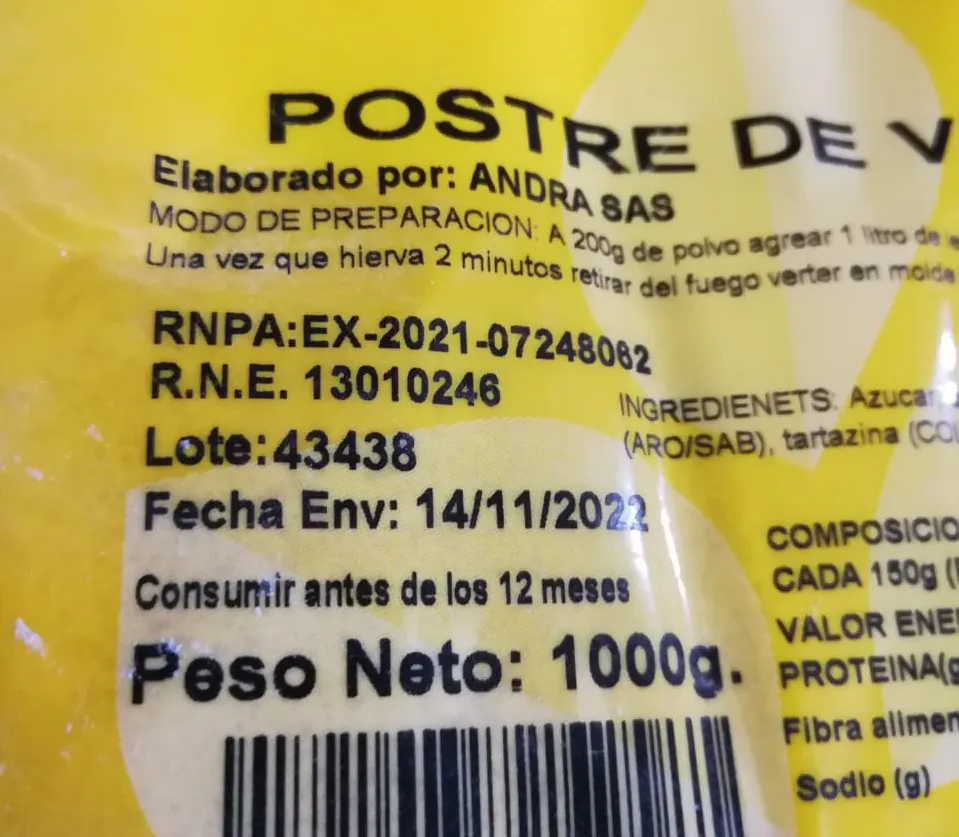 POSTRE DE V
Elaborado por: ANDRA SAS
MODO DE PREPARACION: A 200g de polvo agrear 1 litro de
Una vez que hierva 2 minutos retirar del fuego verter en molde
RNPA:EX-2021-07248062
R.N.E. 13010246
INGREDIENETS: Azucar
(ARO/SAB), tartazina (COL
Lote:43438
Fecha Env: 14/11/2022
COMPOSICIO
CADA 150g (
Consumir antes de los 12 meses
VALOR ENER
Peso Neto: 1000g.
PROTEINA(g
Fibra alimen
Sodio (g)